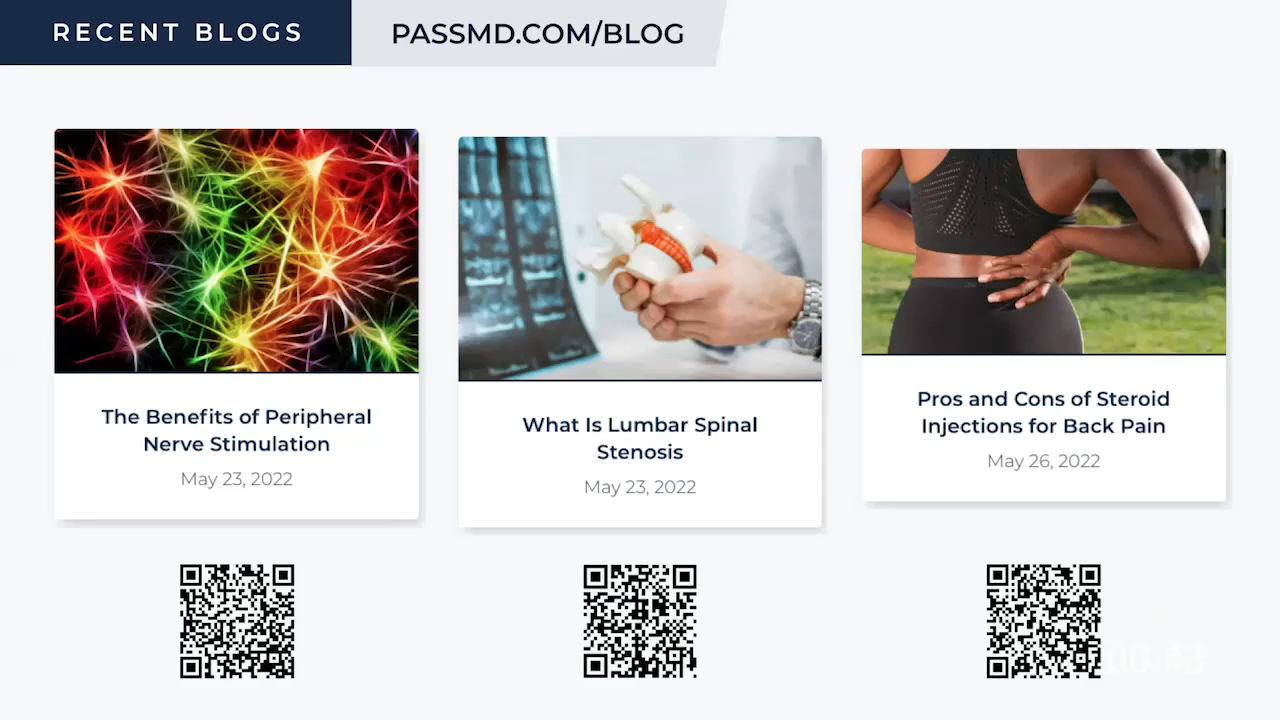 RECENT BLOGS
PASSMD.COM/BLOG
The Benefits of Peripheral
Nerve Stimulation
May 23, 2022
What Is Lumbar Spinal
Stenosis
May 23, 2022
Pros and Cons of Steroid
Injections for Back Pain
May 26, 2022